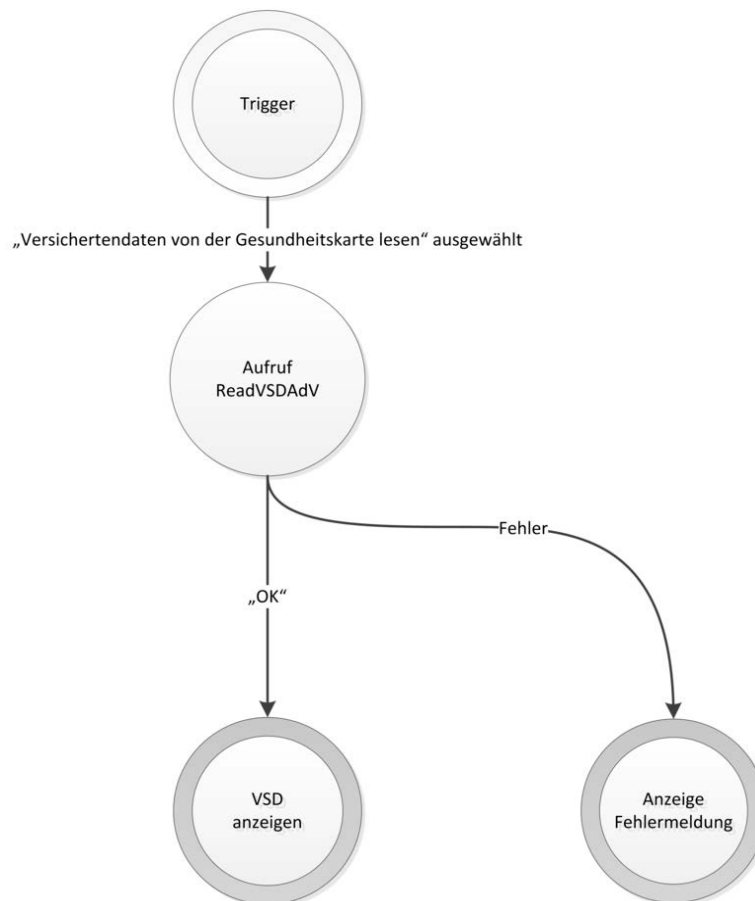 Trigger
„Versichertendaten von der Gesundheitskarte lesen“ ausgewählt
Aufruf
ReadVSDAdV
Fehler
„OK“
VSD
anzeigen
Anzeige
Fehlermeldung